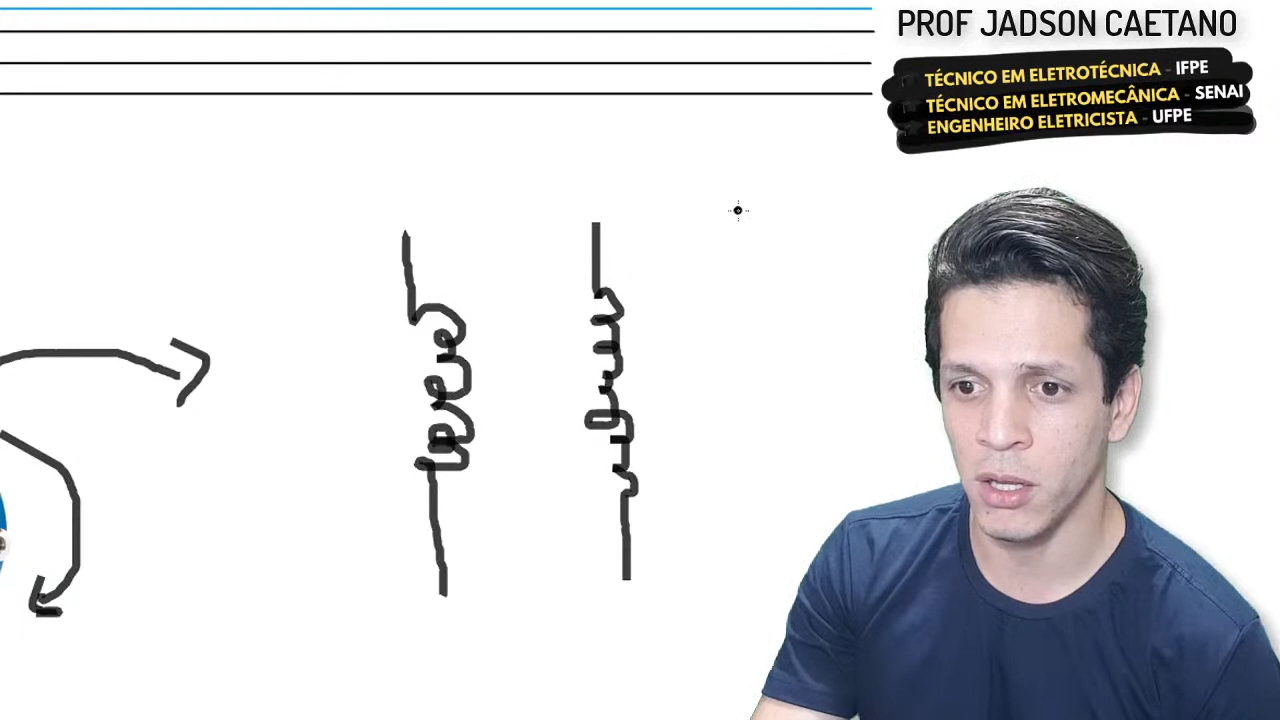 PROF JADSON CAETANO
TÉCNICO EM ELETROTÉCNICA - IFPE
TÉCNICO EM ELETROMECÂNICA - SENAI
ENGENHEIRO ELETRICISTA - UFPE